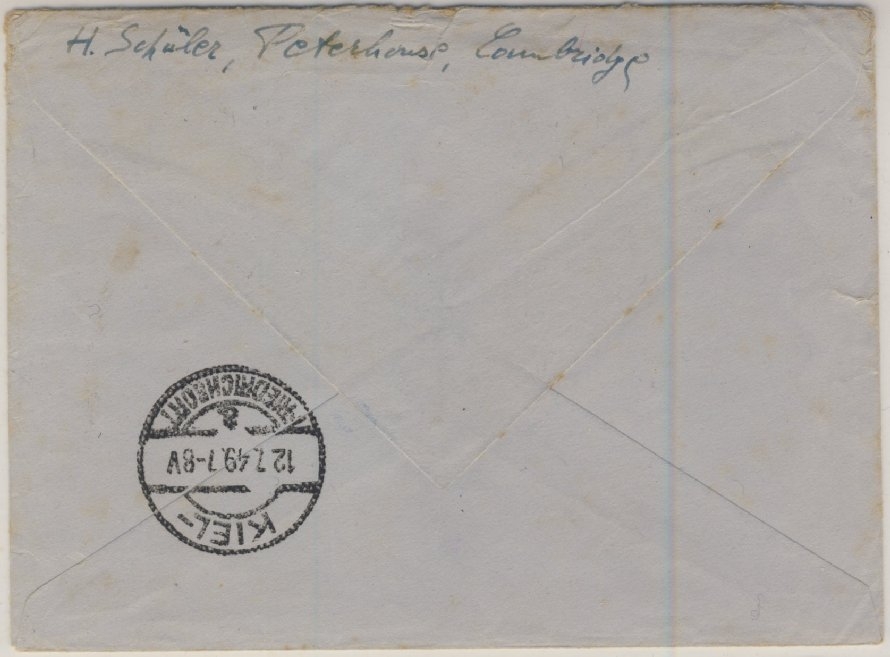 H. Schüler, Peterhouse, Cambridge
KIEL-
12.7.49.7-8V
a
FRIEDRICHSORT